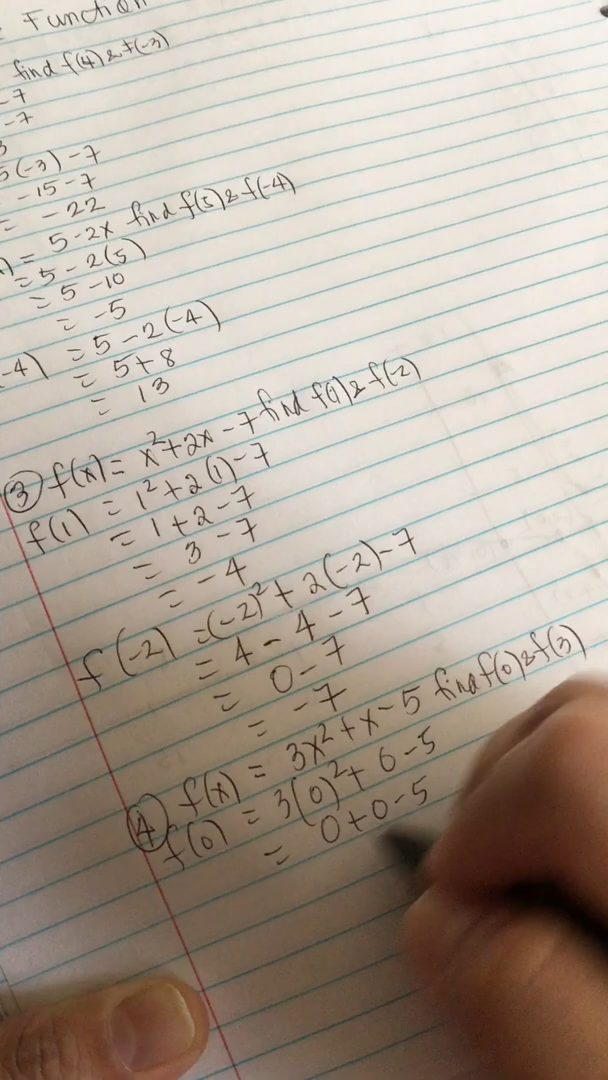 Function
find f(4) & f(-3)
-7
-7
3
5(-3) -7
-15-7
= -22
) = 5-2x find f(5) & f(-4)
= 5-2(5)
= 5-10
= -5
-4) = 5-2(-4)
= 5+8
= 13
③ f(x) = x²+2x-7 find f(1) & f(-2)
f(1) = 1²+2(1)-7
= 1+2-7
= 3-7
= -4
f(-2) = (-2)²+2(-2)-7
= 4-4-7
= 0-7
= -7
④ f(x) = 3x²+x-5 find f(0) & f(3)
f(0) = 3(0)²+0-5
= 0+0-5